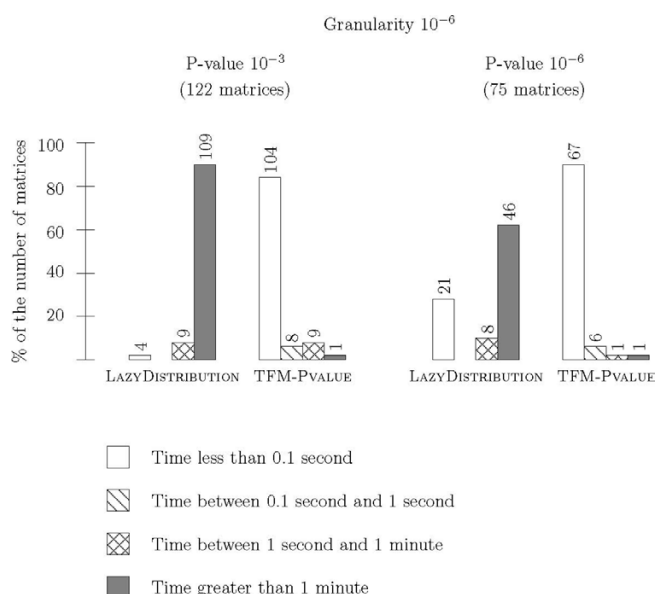 Granularity 10⁻⁶
P-value 10⁻³
(122 matrices)
P-value 10⁻⁶
(75 matrices)
% of the number of matrices
100
80
60
40
20
4
9
109
104
8
9
1
21
8
46
67
6
1
1
LAZYDISTRIBUTION
TFM-PVALUE
LAZYDISTRIBUTION
TFM-PVALUE
Time less than 0.1 second
Time between 0.1 second and 1 second
Time between 1 second and 1 minute
Time greater than 1 minute